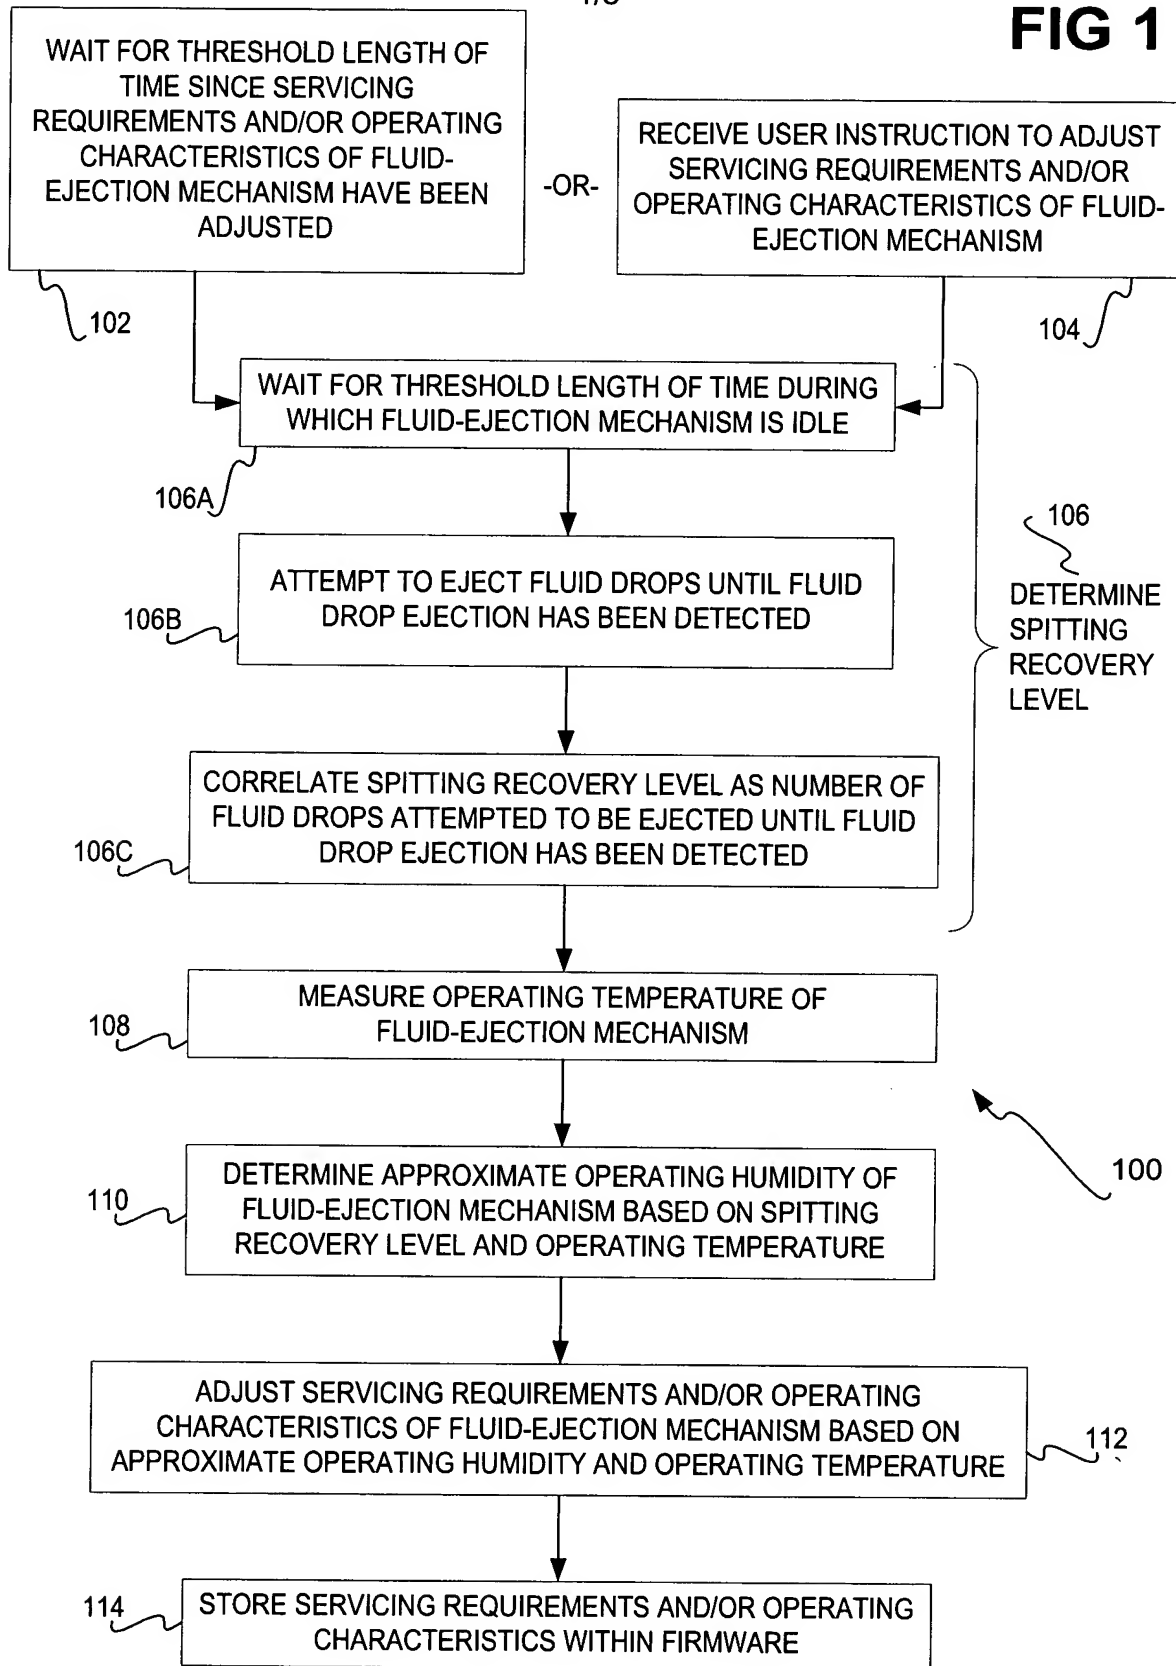 FIG 1
WAIT FOR THRESHOLD LENGTH OF
TIME SINCE SERVICING
REQUIREMENTS AND/OR OPERATING
CHARACTERISTICS OF FLUID-
EJECTION MECHANISM HAVE BEEN
ADJUSTED
-OR-
RECEIVE USER INSTRUCTION TO ADJUST
SERVICING REQUIREMENTS AND/OR
OPERATING CHARACTERISTICS OF FLUID-
EJECTION MECHANISM
102
104
WAIT FOR THRESHOLD LENGTH OF TIME DURING
WHICH FLUID-EJECTION MECHANISM IS IDLE
106A
ATTEMPT TO EJECT FLUID DROPS UNTIL FLUID
DROP EJECTION HAS BEEN DETECTED
106B
106
DETERMINE
SPITTING
RECOVERY
LEVEL
CORRELATE SPITTING RECOVERY LEVEL AS NUMBER OF
FLUID DROPS ATTEMPTED TO BE EJECTED UNTIL FLUID
DROP EJECTION HAS BEEN DETECTED
106C
MEASURE OPERATING TEMPERATURE OF
FLUID-EJECTION MECHANISM
108
100
DETERMINE APPROXIMATE OPERATING HUMIDITY OF
FLUID-EJECTION MECHANISM BASED ON SPITTING
RECOVERY LEVEL AND OPERATING TEMPERATURE
110
ADJUST SERVICING REQUIREMENTS AND/OR OPERATING
CHARACTERISTICS OF FLUID-EJECTION MECHANISM BASED ON
APPROXIMATE OPERATING HUMIDITY AND OPERATING TEMPERATURE
112
STORE SERVICING REQUIREMENTS AND/OR OPERATING
CHARACTERISTICS WITHIN FIRMWARE
114